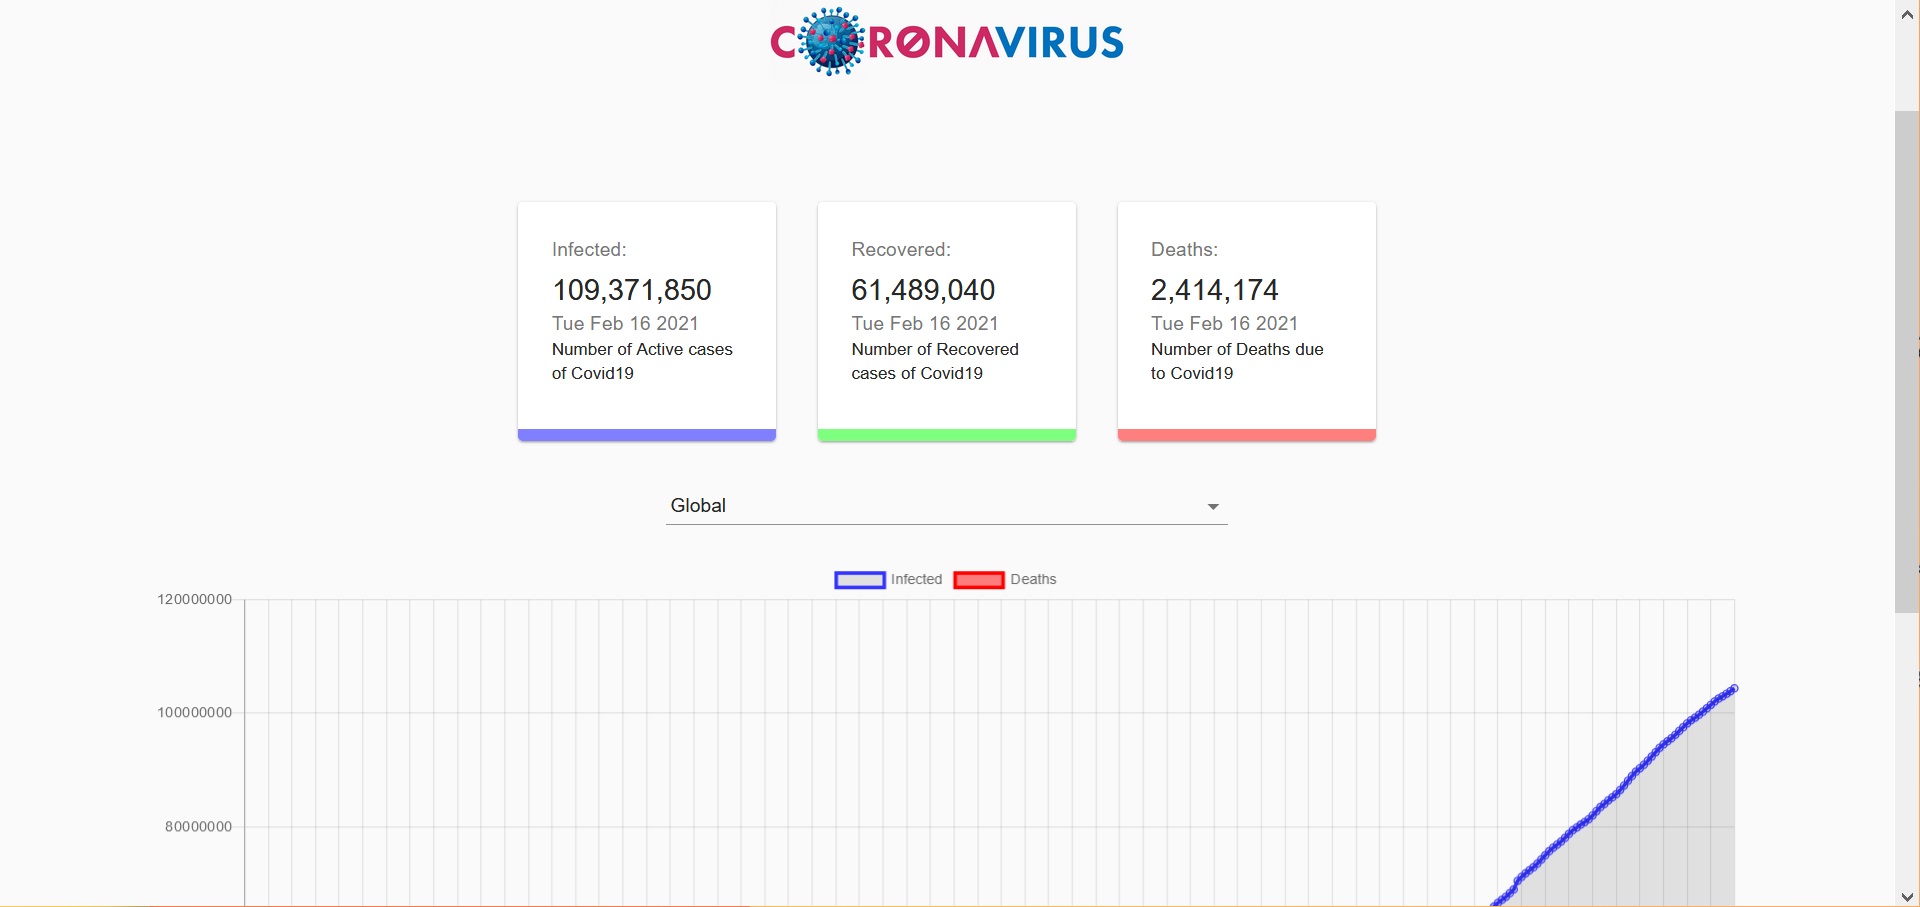 CORONAVIRUS
Infected:
109,371,850
Tue Feb 16 2021
Number of Active cases
of Covid19
Recovered:
61,489,040
Tue Feb 16 2021
Number of Recovered
cases of Covid19
Deaths:
2,414,174
Tue Feb 16 2021
Number of Deaths due
to Covid19
Global
Infected Deaths
120000000
100000000
80000000